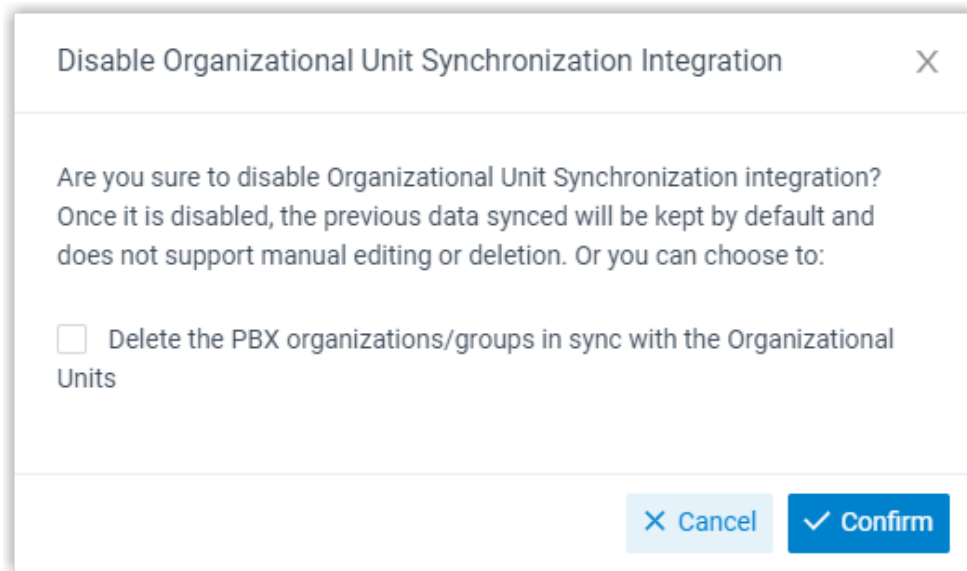 Disable Organizational Unit Synchronization Integration
Are you sure to disable Organizational Unit Synchronization integration?
Once it is disabled, the previous data synced will be kept by default and
does not support manual editing or deletion. Or you can choose to:
Delete the PBX organizations/groups in sync with the Organizational
Units
Cancel
Confirm